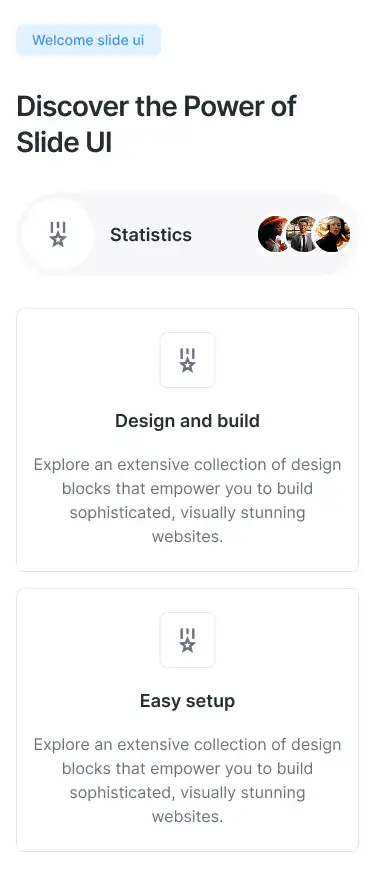 Welcome slide ui
Discover the Power of
Slide UI
Statistics
Design and build
Explore an extensive collection of design
blocks that empower you to build
sophisticated, visually stunning
websites.
Easy setup
Explore an extensive collection of design
blocks that empower you to build
sophisticated, visually stunning
websites.